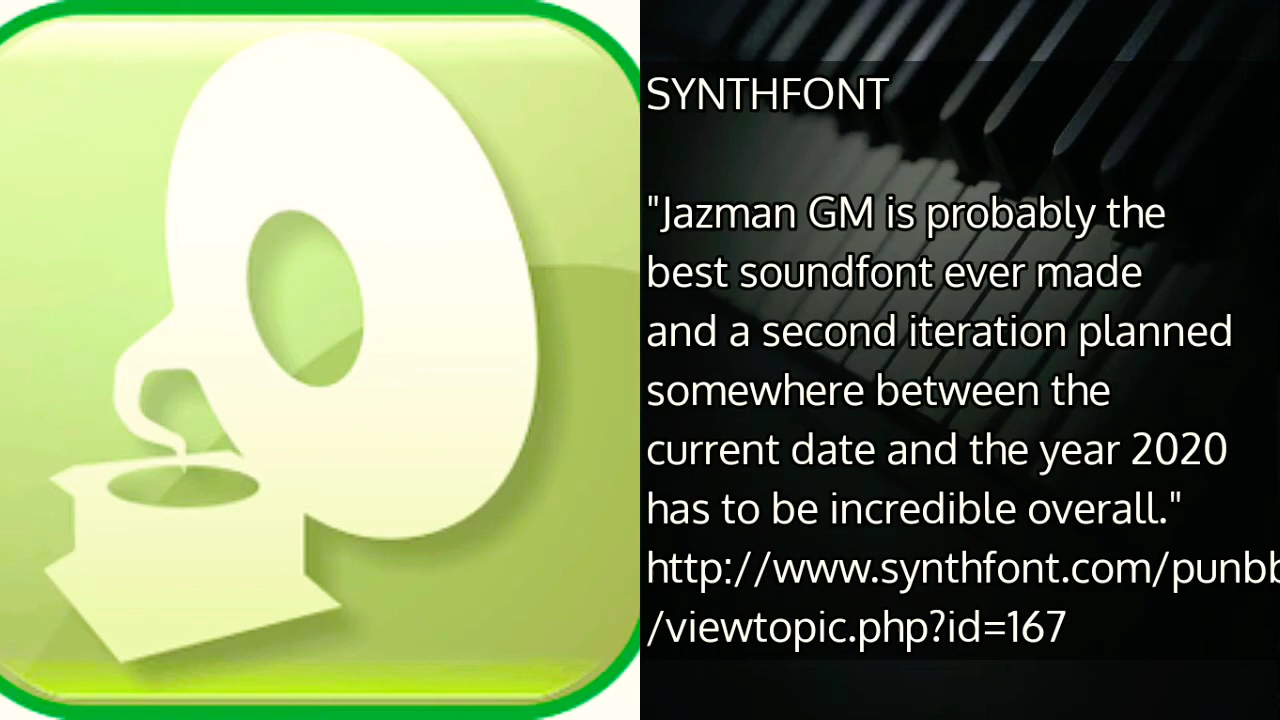 SYNTHFONT
"Jazman GM is probably the
best soundfont ever made
and a second iteration planned
somewhere between the
current date and the year 2020
has to be incredible overall."
http://www.synthfont.com/punbb
/viewtopic.php?id=167